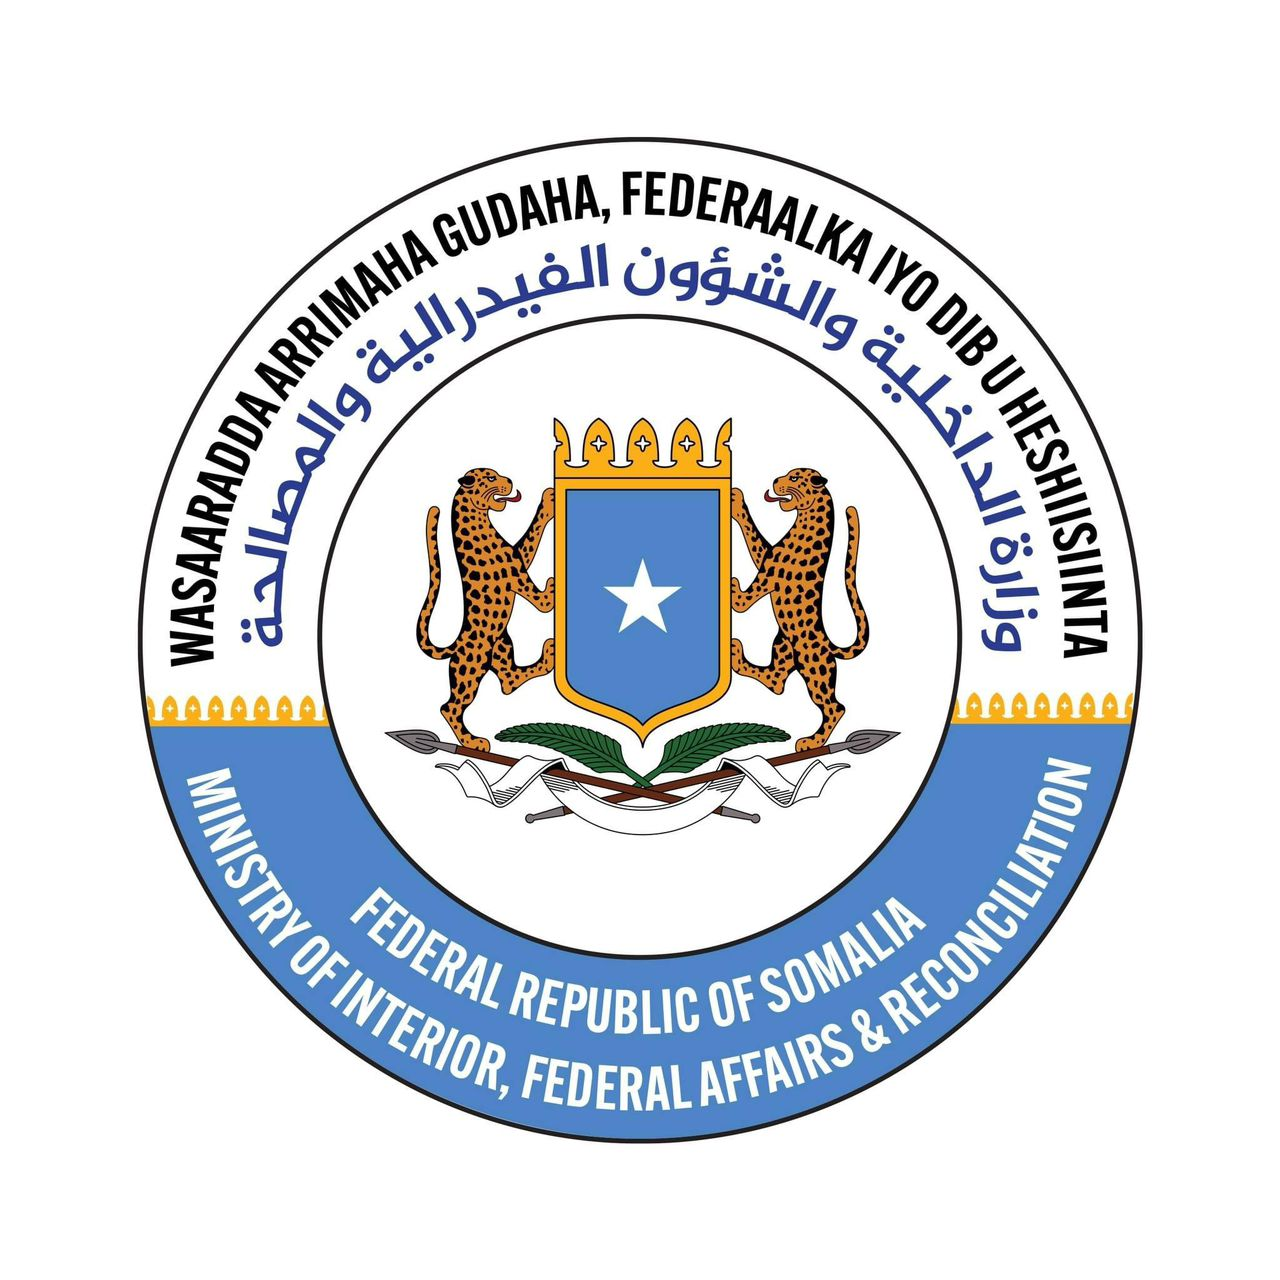 WASAARADDA ARRIMAHA GUDAHA, FEDERAALKA IYO DIB U HESHIISIINTA
وزارة الداخلية والشؤون الفيدرالية والمصالحة
FEDERAL REPUBLIC OF SOMALIA
MINISTRY OF INTERIOR, FEDERAL AFFAIRS & RECONCILIATION